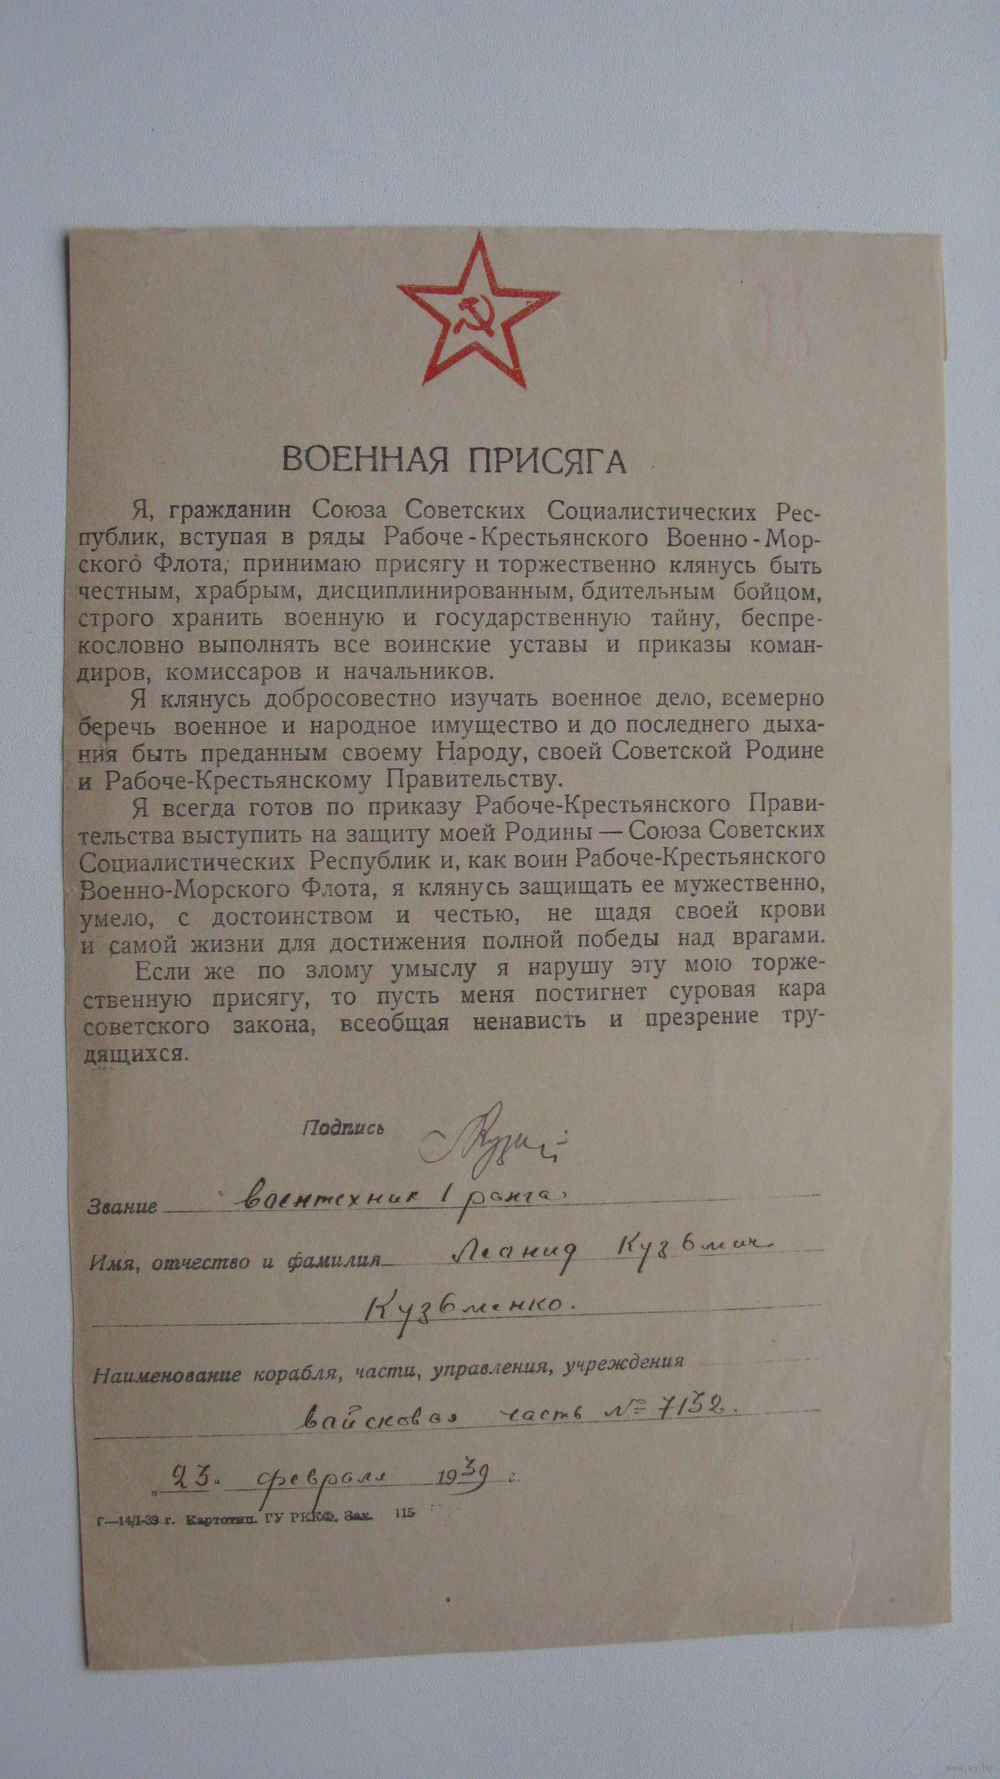 ВОЕННАЯ ПРИСЯГА
Я, гражданин Союза Советских Социалистических Рес-
публик, вступая в ряды Рабоче-Крестьянского Военно-Мор-
ского Флота, принимаю присягу и торжественно клянусь быть
честным, храбрым, дисциплинированным, бдительным бойцом,
строго хранить военную и государственную тайну, беспре-
кословно выполнять все воинские уставы и приказы коман-
диров, комиссаров и начальников.
Я клянусь добросовестно изучать военное дело, всемерно
беречь военное и народное имущество и до последнего дыха-
ния быть преданным своему Народу, своей Советской Родине
и Рабоче-Крестьянскому Правительству.
Я всегда готов по приказу Рабоче-Крестьянского Прави-
тельства выступить на защиту моей Родины — Союза Советских
Социалистических Республик и, как воин Рабоче-Крестьянского
Военно-Морского Флота, я клянусь защищать ее мужественно,
умело, с достоинством и честью, не щадя своей крови
и самой жизни для достижения полной победы над врагами.
Если же по злому умыслу я нарушу эту мою торже-
ственную присягу, то пусть меня постигнет суровая кара
советского закона, всеобщая ненависть и презрение тру-
дящихся.
Подпись
Звание воентехник 1 ранга
Имя, отчество и фамилия Леонид Кузьмич
Кузьменко.
Наименование корабля, части, управления, учреждения
войсковая часть № 7132.
23. февраля 1939 г.
Г—14/I-39 г. Картотип. ГУ РККФ. Зак. 115
www.ay.by